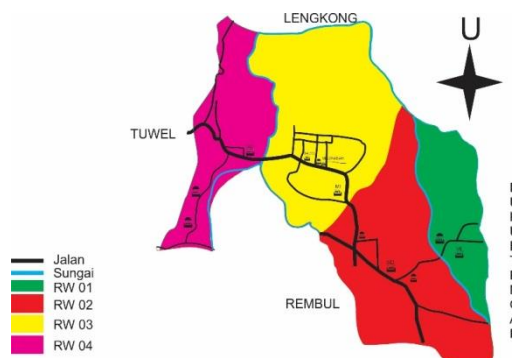 LENGKONG
U
TUWEL
REMBUL
Jalan
Sungai
RW 01
RW 02
RW 03
RW 04